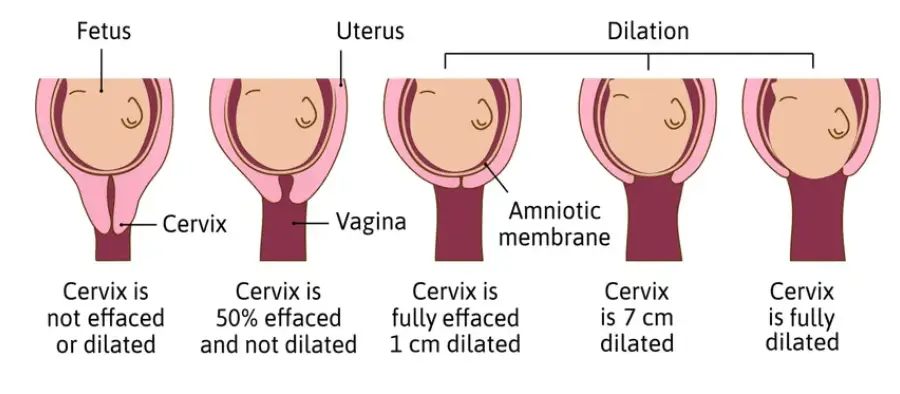 Fetus
Uterus
Dilation
Cervix
Vagina
Amniotic
membrane
Cervix is
not effaced
or dilated
Cervix is
50% effaced
and not dilated
Cervix is
fully effaced
1 cm dilated
Cervix
is 7 cm
dilated
Cervix
is fully
dilated